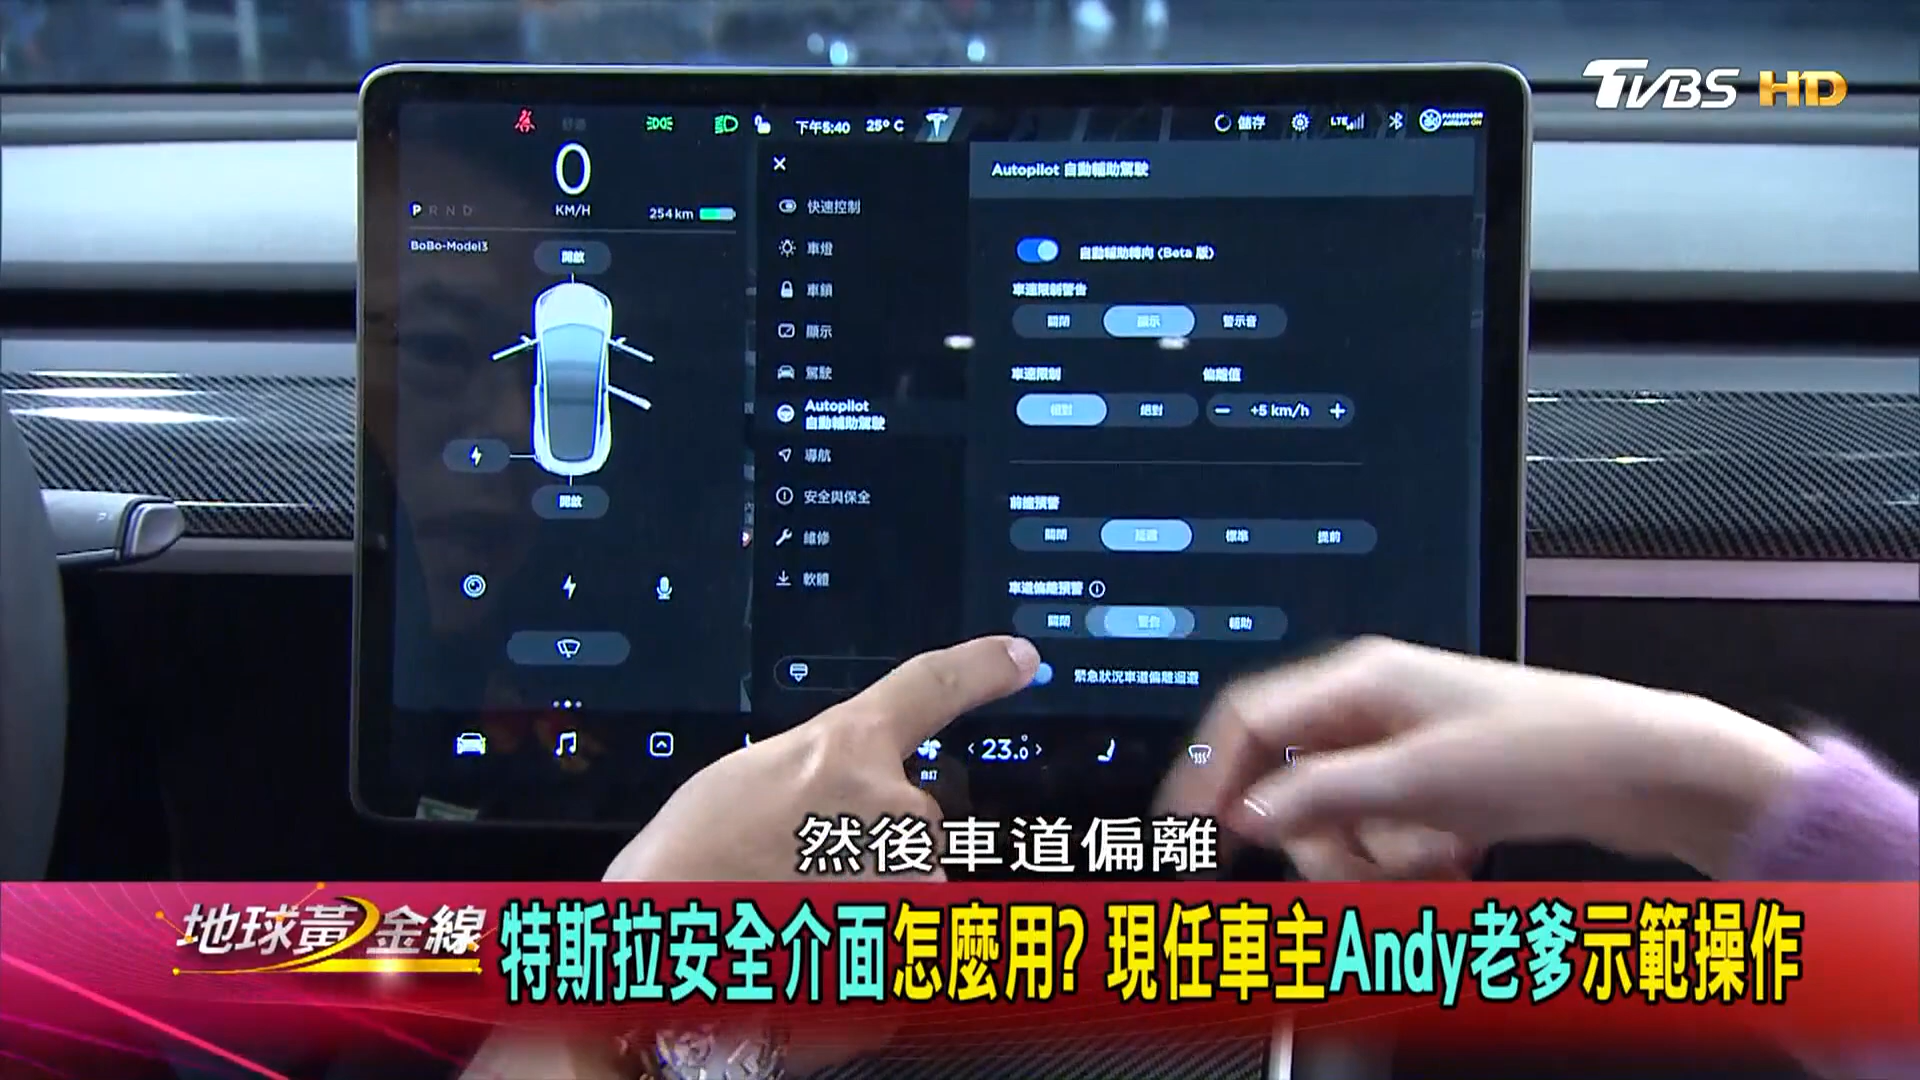 TVBS HD
下午5:40 25° C
儲存
LTE
PASSENGER AIRBAG ON
0
KM/H
P R N D
254 km
BoBo-Model3
開啟
開啟
快速控制
車燈
車鎖
顯示
駕駛
Autopilot
自動輔助駕駛
導航
安全與保全
維修
軟體
Autopilot 自動輔助駕駛
自動輔助轉向 (Beta 版)
車速限制警告
關閉 顯示 警示音
車速限制 偏離值
相對 絕對 − +5 km/h +
前撞預警
關閉 延遲 標準 提前
車道偏離預警
關閉 警告 輔助
緊急狀況車道偏離迴避
23.0
自訂
然後車道偏離
地球黃金線
特斯拉安全介面怎麼用? 現任車主Andy老爹示範操作